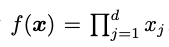 f(𝒙) = ∏_{j=1}^{d} x_j